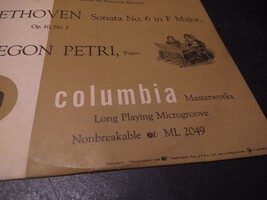 EETHOVEN Sonata No. 6 in F Major,
Op. 10, No. 2
EGON PETRI, Piano
columbia Masterworks
Long Playing Microgroove
Nonbreakable ML 2049